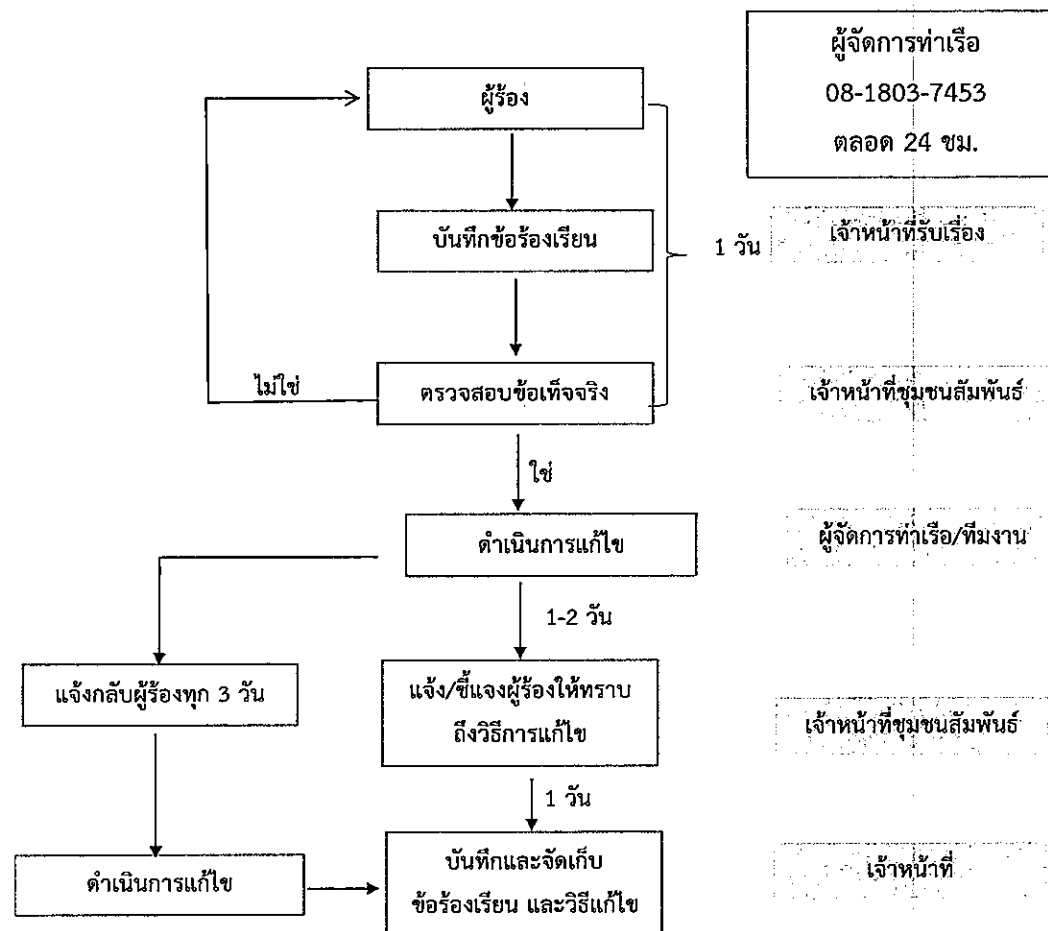 ผู้จัดการท่าเรือ
08-1803-7453
ตลอด 24 ชม.
ผู้ร้อง
บันทึกข้อร้องเรียน
1 วัน
เจ้าหน้าที่รับเรื่อง
ไม่ใช่
ตรวจสอบข้อเท็จจริง
เจ้าหน้าที่ชุมชนสัมพันธ์
ใช่
ดำเนินการแก้ไข
ผู้จัดการท่าเรือ/ทีมงาน
1-2 วัน
แจ้งกลับผู้ร้องทุก 3 วัน
แจ้ง/ชี้แจงผู้ร้องให้ทราบ
ถึงวิธีการแก้ไข
เจ้าหน้าที่ชุมชนสัมพันธ์
1 วัน
ดำเนินการแก้ไข
บันทึกและจัดเก็บ
ข้อร้องเรียน และวิธีแก้ไข
เจ้าหน้าที่